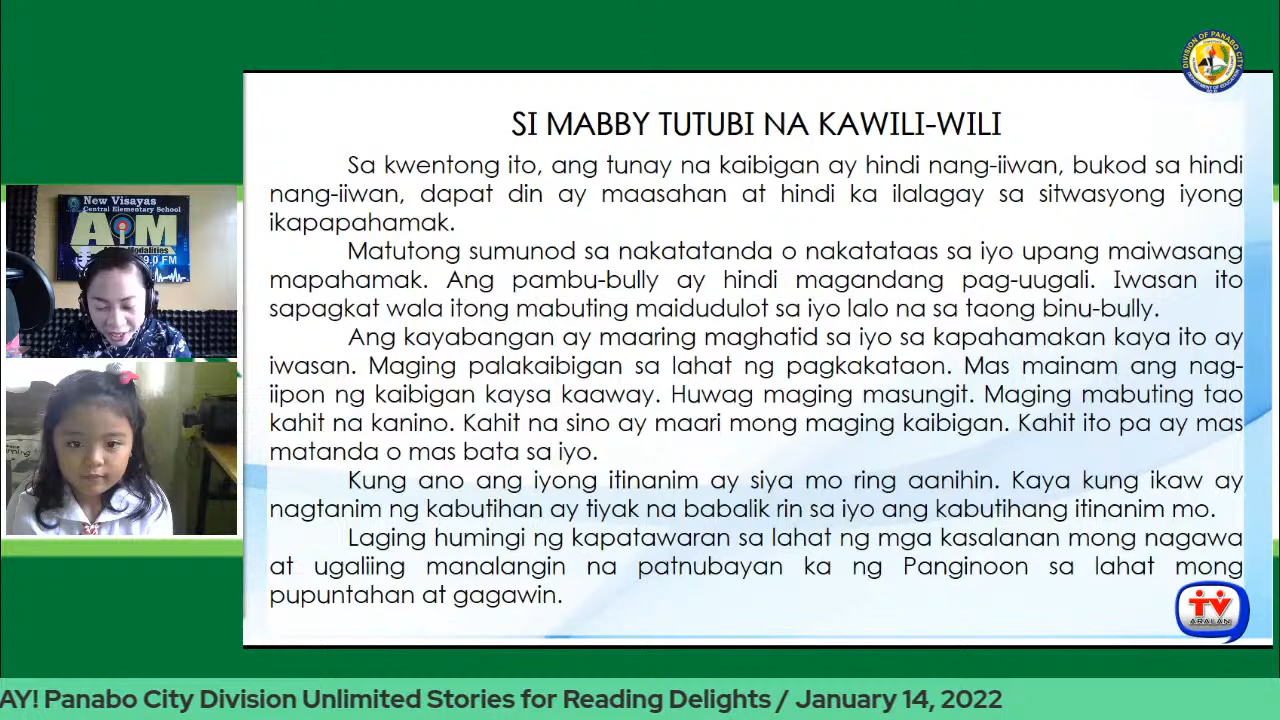 DIVISION OF PANABO CITY
SI MABBY TUTUBI NA KAWILI-WILI
Sa kwentong ito, ang tunay na kaibigan ay hindi nang-iiwan, bukod sa hindi
nang-iiwan, dapat din ay maasahan at hindi ka ilalagay sa sitwasyong iyong
ikapapahamak.
Matutong sumunod sa nakatatanda o nakatataas sa iyo upang maiwasang
mapahamak. Ang pambu-bully ay hindi magandang pag-uugali. Iwasan ito
sapagkat wala itong mabuting maidudulot sa iyo lalo na sa taong binu-bully.
Ang kayabangan ay maaring maghatid sa iyo sa kapahamakan kaya ito ay
iwasan. Maging palakaibigan sa lahat ng pagkakataon. Mas mainam ang nag-
iipon ng kaibigan kaysa kaaway. Huwag maging masungit. Maging mabuting tao
kahit na kanino. Kahit na sino ay maari mong maging kaibigan. Kahit ito pa ay mas
matanda o mas bata sa iyo.
Kung ano ang iyong itinanim ay siya mo ring aanihin. Kaya kung ikaw ay
nagtanim ng kabutihan ay tiyak na babalik rin sa iyo ang kabutihang itinanim mo.
Laging humingi ng kapatawaran sa lahat ng mga kasalanan mong nagawa
at ugaliing manalangin na patnubayan ka ng Panginoon sa lahat mong
pupuntahan at gagawin.
New Visayas
Central Elementary School
AM
Modalities
9.0 FM
TV
ARALAN
AY! Panabo City Division Unlimited Stories for Reading Delights / January 14, 2022